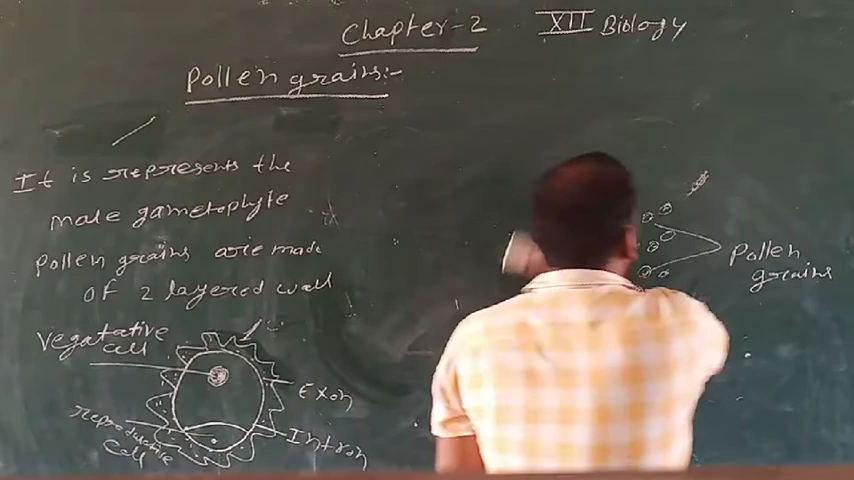 Chapter-2
XII Biology
Pollen grains:-
It is represents the
male gametophyte
pollen grains are made
of 2 layered wall
Vegatative
Cell
Exon
Intron
reproductive
Cell
Pollen
grains